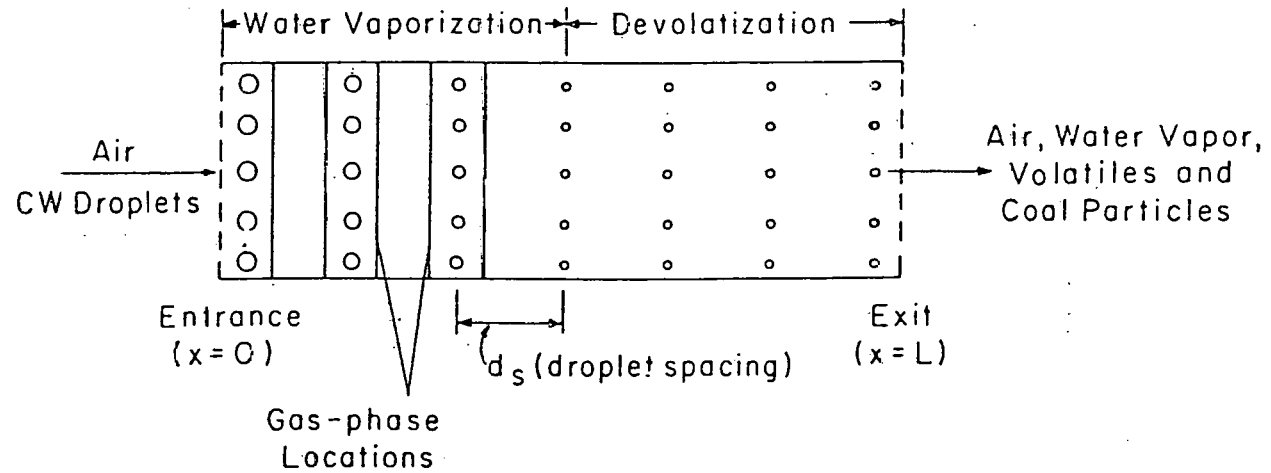 Water Vaporization
Devolatization
Air
CW Droplets
Air, Water Vapor,
Volatiles and
Coal Particles
Entrance
(x=0)
ds (droplet spacing)
Exit
(x=L)
Gas-phase
Locations